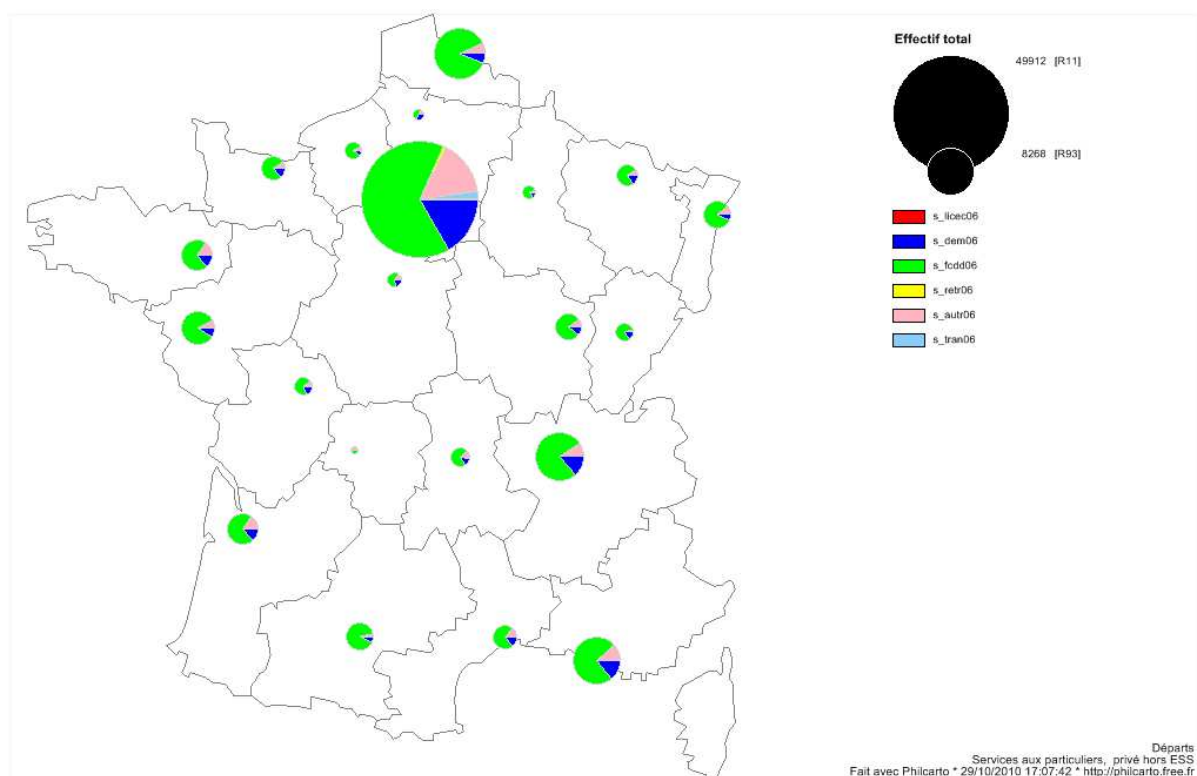 Effectif total
49912 [R11]
8268 [R93]
s_licec06
s_dem06
s_fcdd06
s_retr06
s_autr06
s_tran06
Départs
Services aux particuliers, privé hors ESS
Fait avec Philcarto * 29/10/2010 17:07:42 * http://philcarto.free.fr